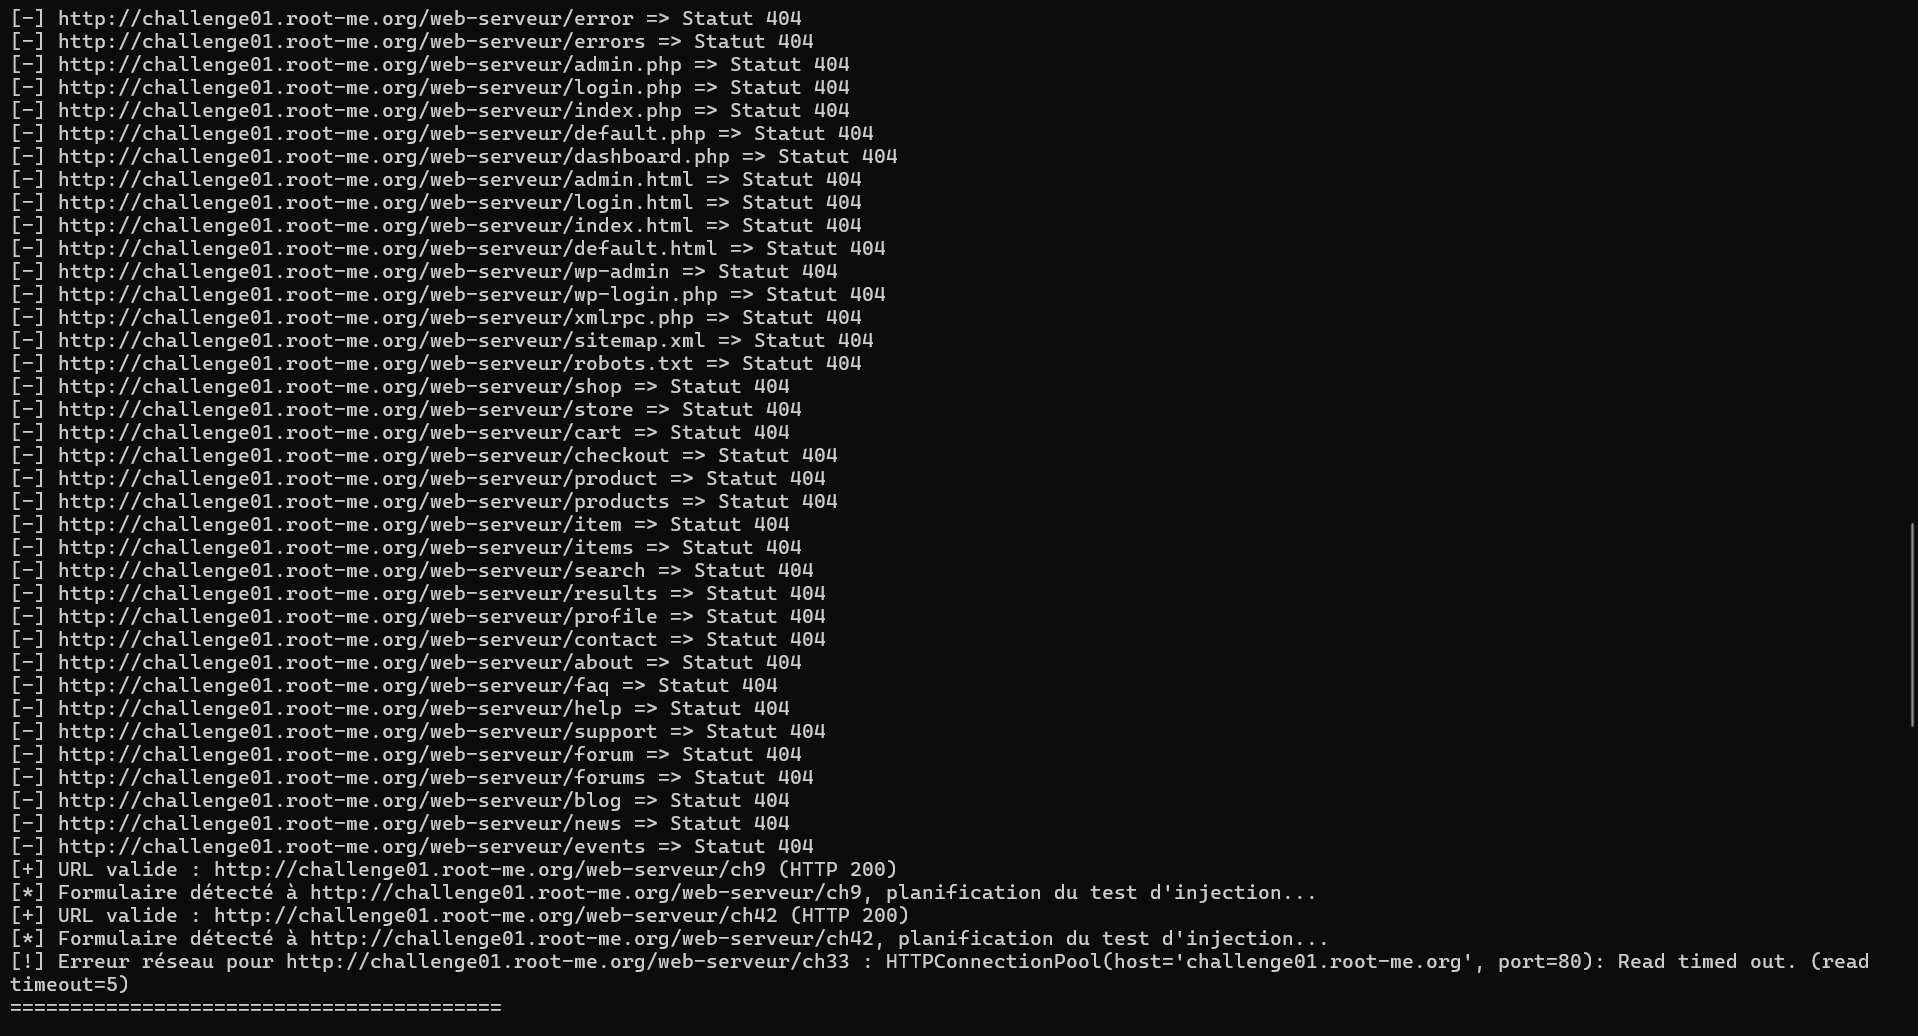 [-] http://challenge01.root-me.org/web-serveur/error => Statut 404
[-] http://challenge01.root-me.org/web-serveur/errors => Statut 404
[-] http://challenge01.root-me.org/web-serveur/admin.php => Statut 404
[-] http://challenge01.root-me.org/web-serveur/login.php => Statut 404
[-] http://challenge01.root-me.org/web-serveur/index.php => Statut 404
[-] http://challenge01.root-me.org/web-serveur/default.php => Statut 404
[-] http://challenge01.root-me.org/web-serveur/dashboard.php => Statut 404
[-] http://challenge01.root-me.org/web-serveur/admin.html => Statut 404
[-] http://challenge01.root-me.org/web-serveur/login.html => Statut 404
[-] http://challenge01.root-me.org/web-serveur/index.html => Statut 404
[-] http://challenge01.root-me.org/web-serveur/default.html => Statut 404
[-] http://challenge01.root-me.org/web-serveur/wp-admin => Statut 404
[-] http://challenge01.root-me.org/web-serveur/wp-login.php => Statut 404
[-] http://challenge01.root-me.org/web-serveur/xmlrpc.php => Statut 404
[-] http://challenge01.root-me.org/web-serveur/sitemap.xml => Statut 404
[-] http://challenge01.root-me.org/web-serveur/robots.txt => Statut 404
[-] http://challenge01.root-me.org/web-serveur/shop => Statut 404
[-] http://challenge01.root-me.org/web-serveur/store => Statut 404
[-] http://challenge01.root-me.org/web-serveur/cart => Statut 404
[-] http://challenge01.root-me.org/web-serveur/checkout => Statut 404
[-] http://challenge01.root-me.org/web-serveur/product => Statut 404
[-] http://challenge01.root-me.org/web-serveur/products => Statut 404
[-] http://challenge01.root-me.org/web-serveur/item => Statut 404
[-] http://challenge01.root-me.org/web-serveur/items => Statut 404
[-] http://challenge01.root-me.org/web-serveur/search => Statut 404
[-] http://challenge01.root-me.org/web-serveur/results => Statut 404
[-] http://challenge01.root-me.org/web-serveur/profile => Statut 404
[-] http://challenge01.root-me.org/web-serveur/contact => Statut 404
[-] http://challenge01.root-me.org/web-serveur/about => Statut 404
[-] http://challenge01.root-me.org/web-serveur/faq => Statut 404
[-] http://challenge01.root-me.org/web-serveur/help => Statut 404
[-] http://challenge01.root-me.org/web-serveur/support => Statut 404
[-] http://challenge01.root-me.org/web-serveur/forum => Statut 404
[-] http://challenge01.root-me.org/web-serveur/forums => Statut 404
[-] http://challenge01.root-me.org/web-serveur/blog => Statut 404
[-] http://challenge01.root-me.org/web-serveur/news => Statut 404
[-] http://challenge01.root-me.org/web-serveur/events => Statut 404
[+] URL valide : http://challenge01.root-me.org/web-serveur/ch9 (HTTP 200)
[*] Formulaire détecté à http://challenge01.root-me.org/web-serveur/ch9, planification du test d'injection...
[+] URL valide : http://challenge01.root-me.org/web-serveur/ch42 (HTTP 200)
[*] Formulaire détecté à http://challenge01.root-me.org/web-serveur/ch42, planification du test d'injection...
[!] Erreur réseau pour http://challenge01.root-me.org/web-serveur/ch33 : HTTPConnectionPool(host='challenge01.root-me.org', port=80): Read timed out. (read
timeout=5)
=========================================